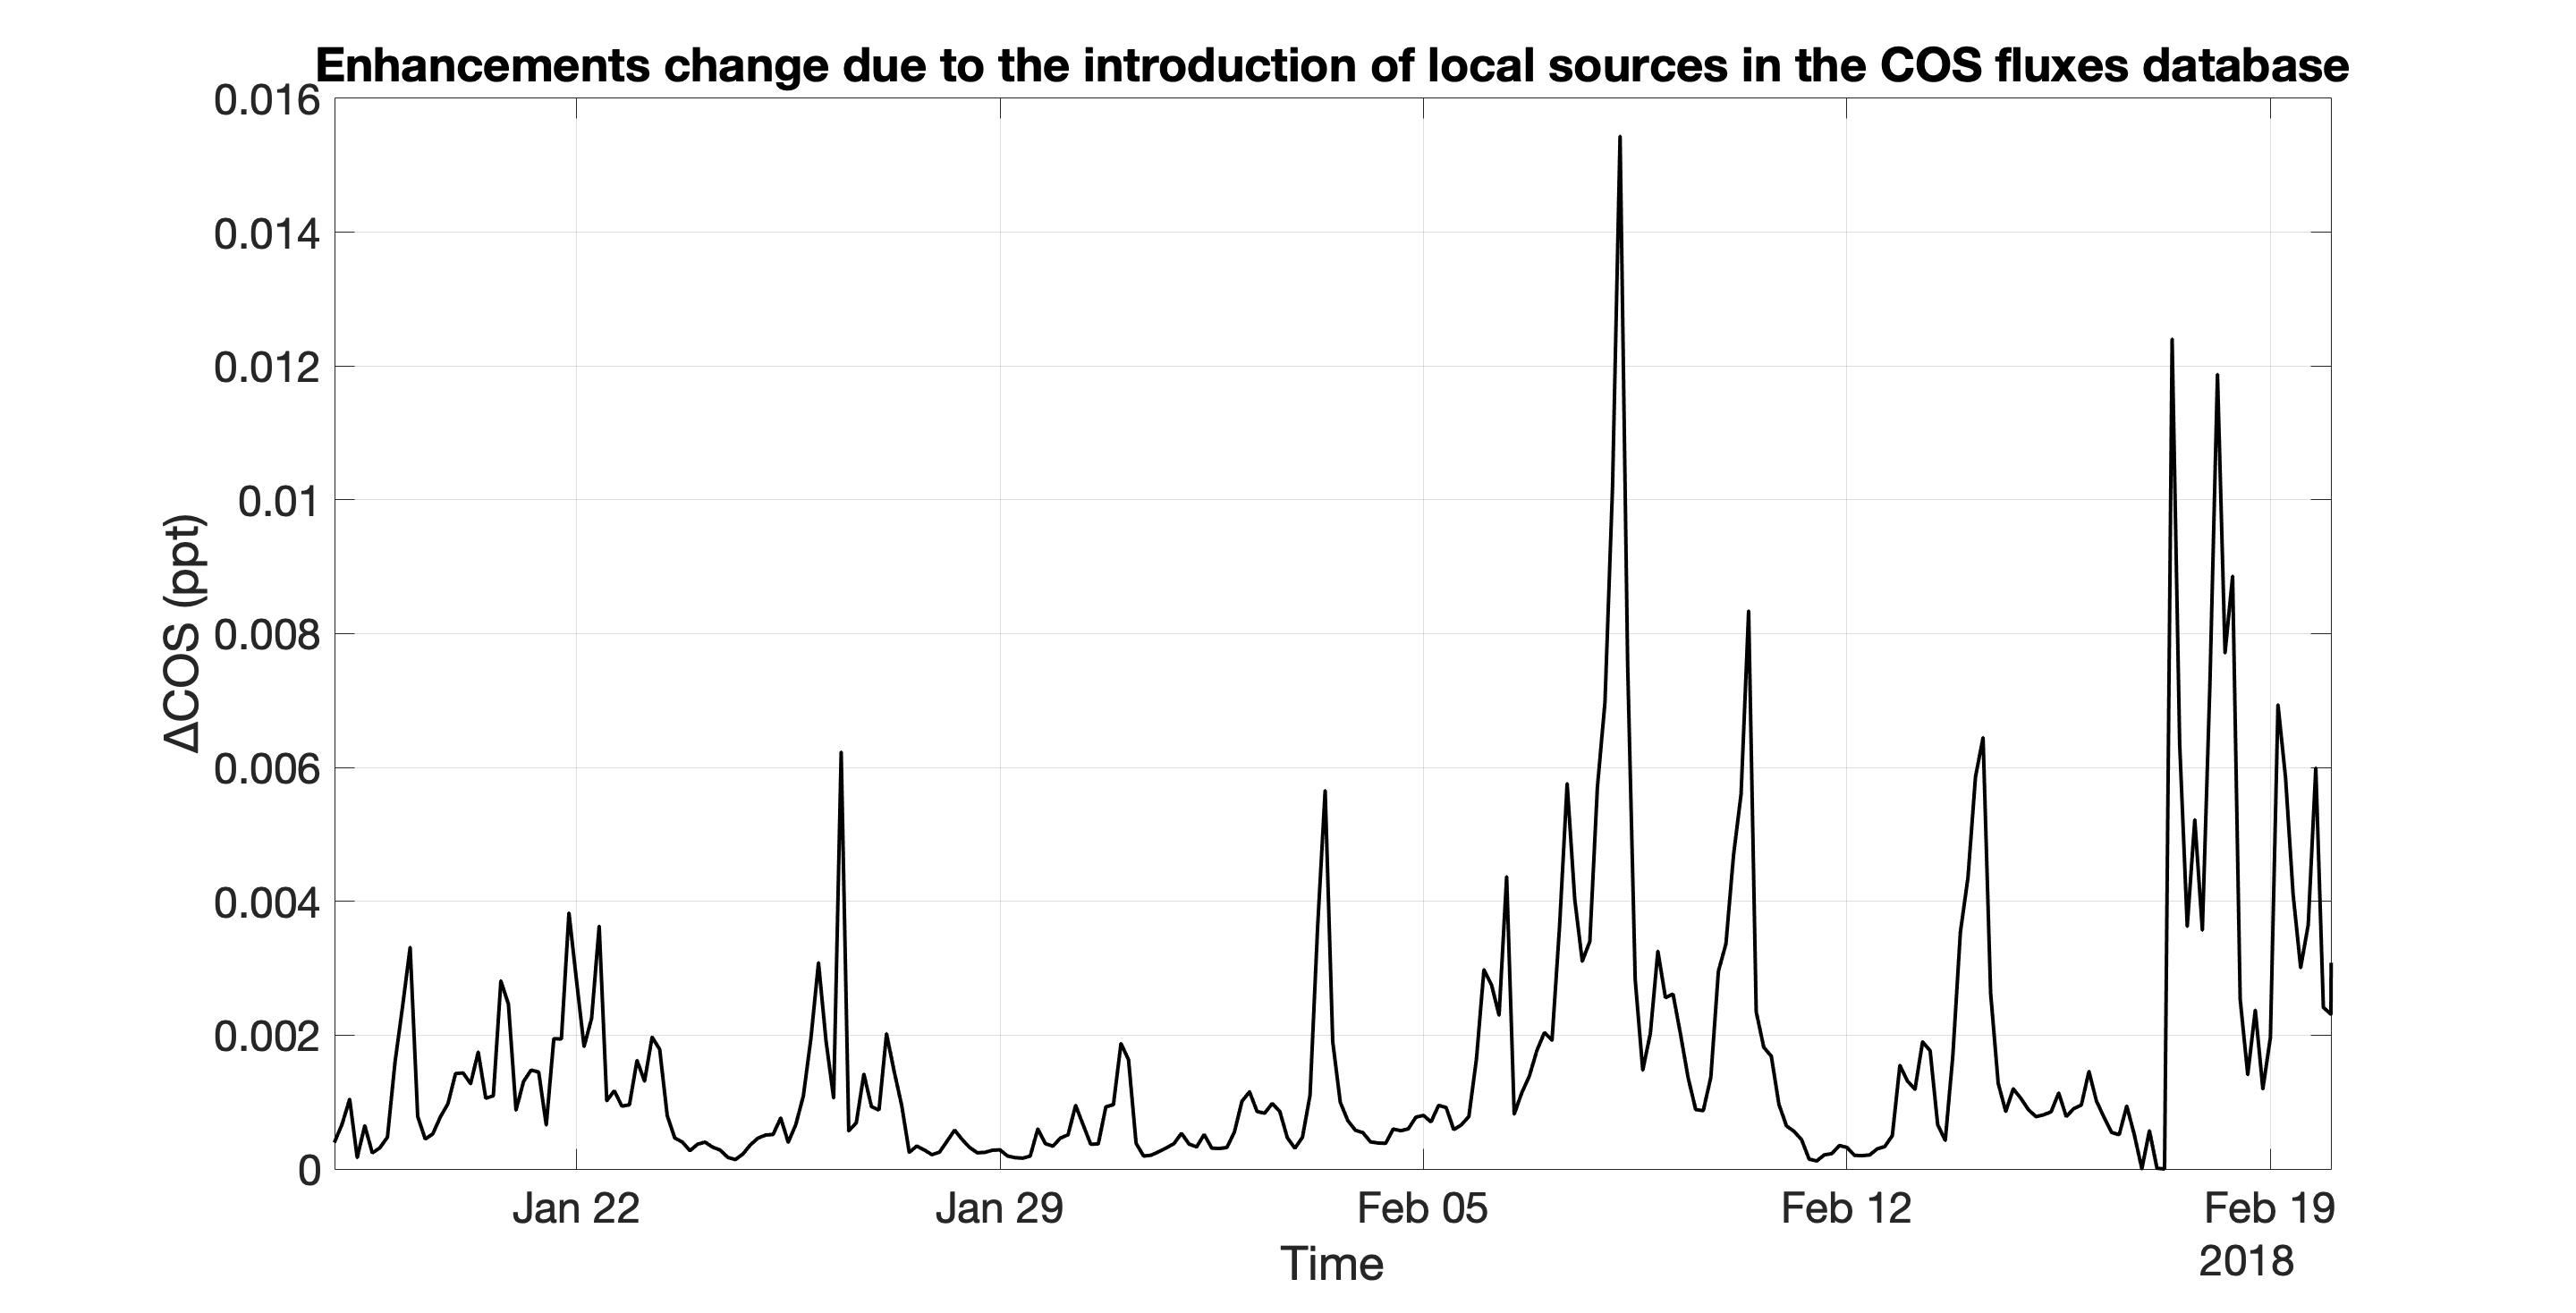 Enhancements change due to the introduction of local sources in the COS fluxes database
0.016
0.014
0.012
0.01
0.008
0.006
0.004
0.002
0
ΔCOS (ppt)
Jan 22 Jan 29 Feb 05 Feb 12 Feb 19
2018
Time